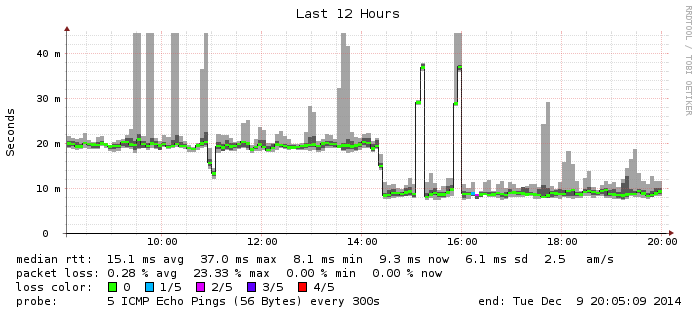 Last 12 Hours
RRDTOOL / TOBI OETIKER
Seconds
40 m
30 m
20 m
10 m
0
10:00 12:00 14:00 16:00 18:00 20:00
median rtt: 15.1 ms avg 37.0 ms max 8.1 ms min 9.3 ms now 6.1 ms sd 2.5 am/s
packet loss: 0.28 % avg 23.33 % max 0.00 % min 0.00 % now
loss color: 0 1/5 2/5 3/5 4/5
probe: 5 ICMP Echo Pings (56 Bytes) every 300s end: Tue Dec 9 20:05:09 2014